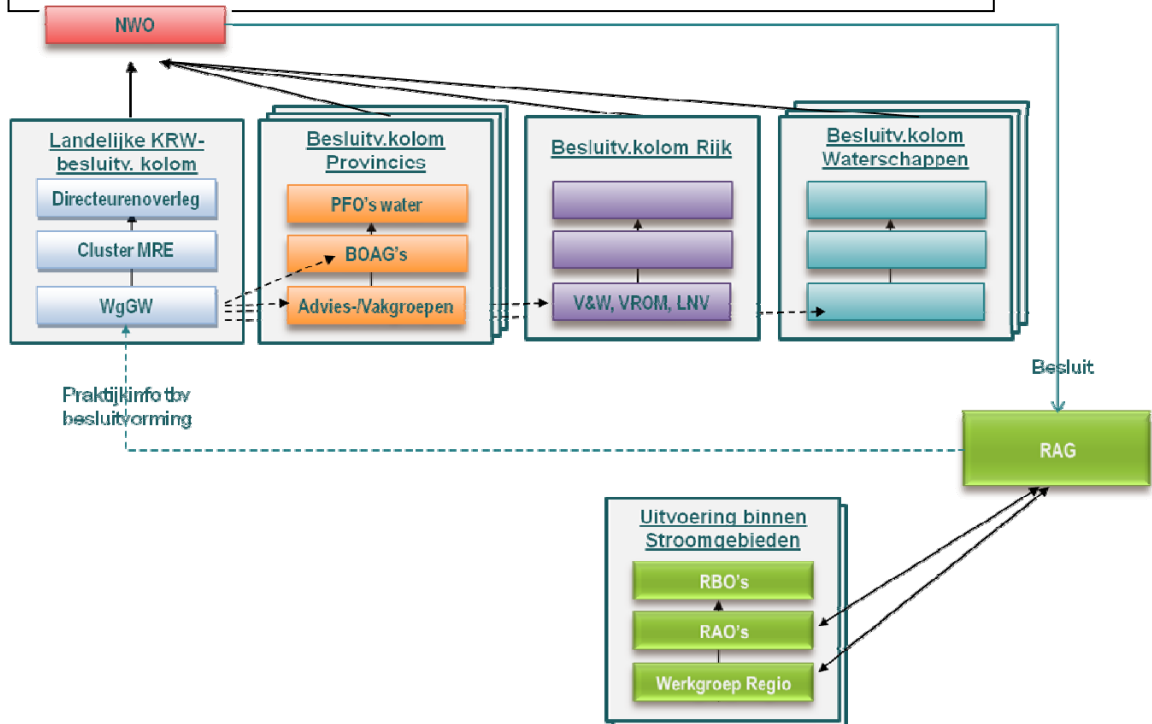 NWO
Landelijke KRW-
besluitv. kolom
Directeurenoverleg
Cluster MRE
WgGW
Besluitv.kolom
Provincies
PFO's water
BOAG's
Advies-/Vakgroepen
Besluitv.kolom Rijk
V&W, VROM, LNV
Besluitv.kolom
Waterschappen
Besluit
Praktijkinfo tbv
besluitvorming
RAG
Uitvoering binnen
Stroomgebieden
RBO's
RAO's
Werkgroep Regio